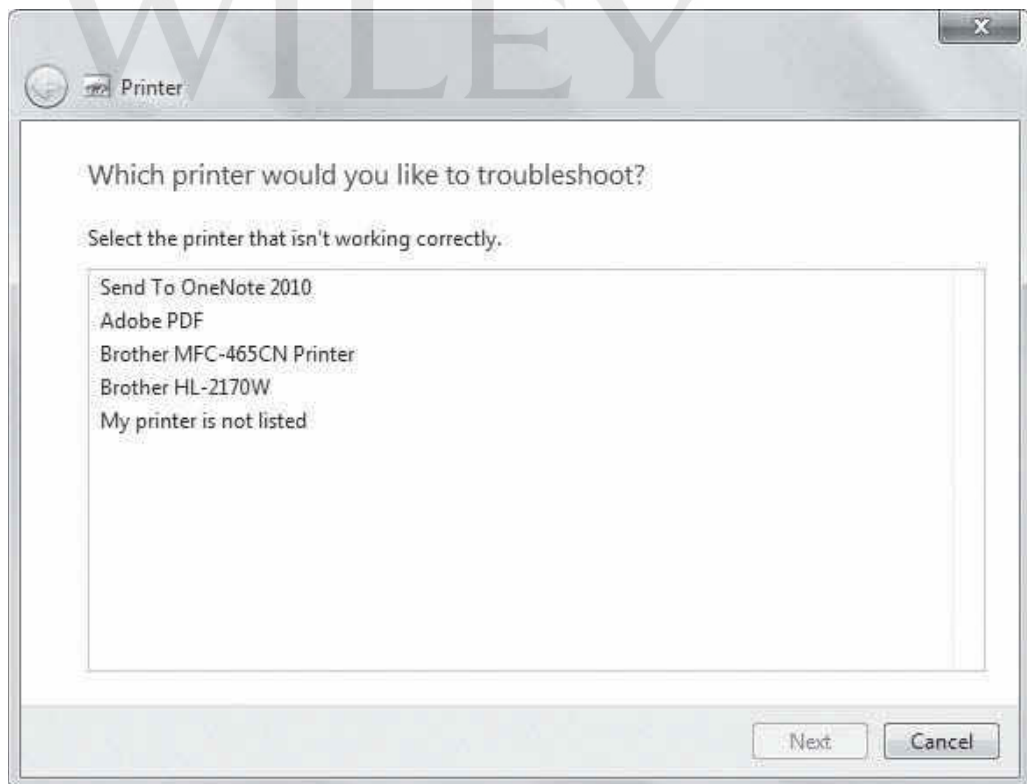 WILEY
Printer
Which printer would you like to troubleshoot?
Select the printer that isn't working correctly.
Send To OneNote 2010
Adobe PDF
Brother MFC-465CN Printer
Brother HL-2170W
My printer is not listed
Next
Cancel